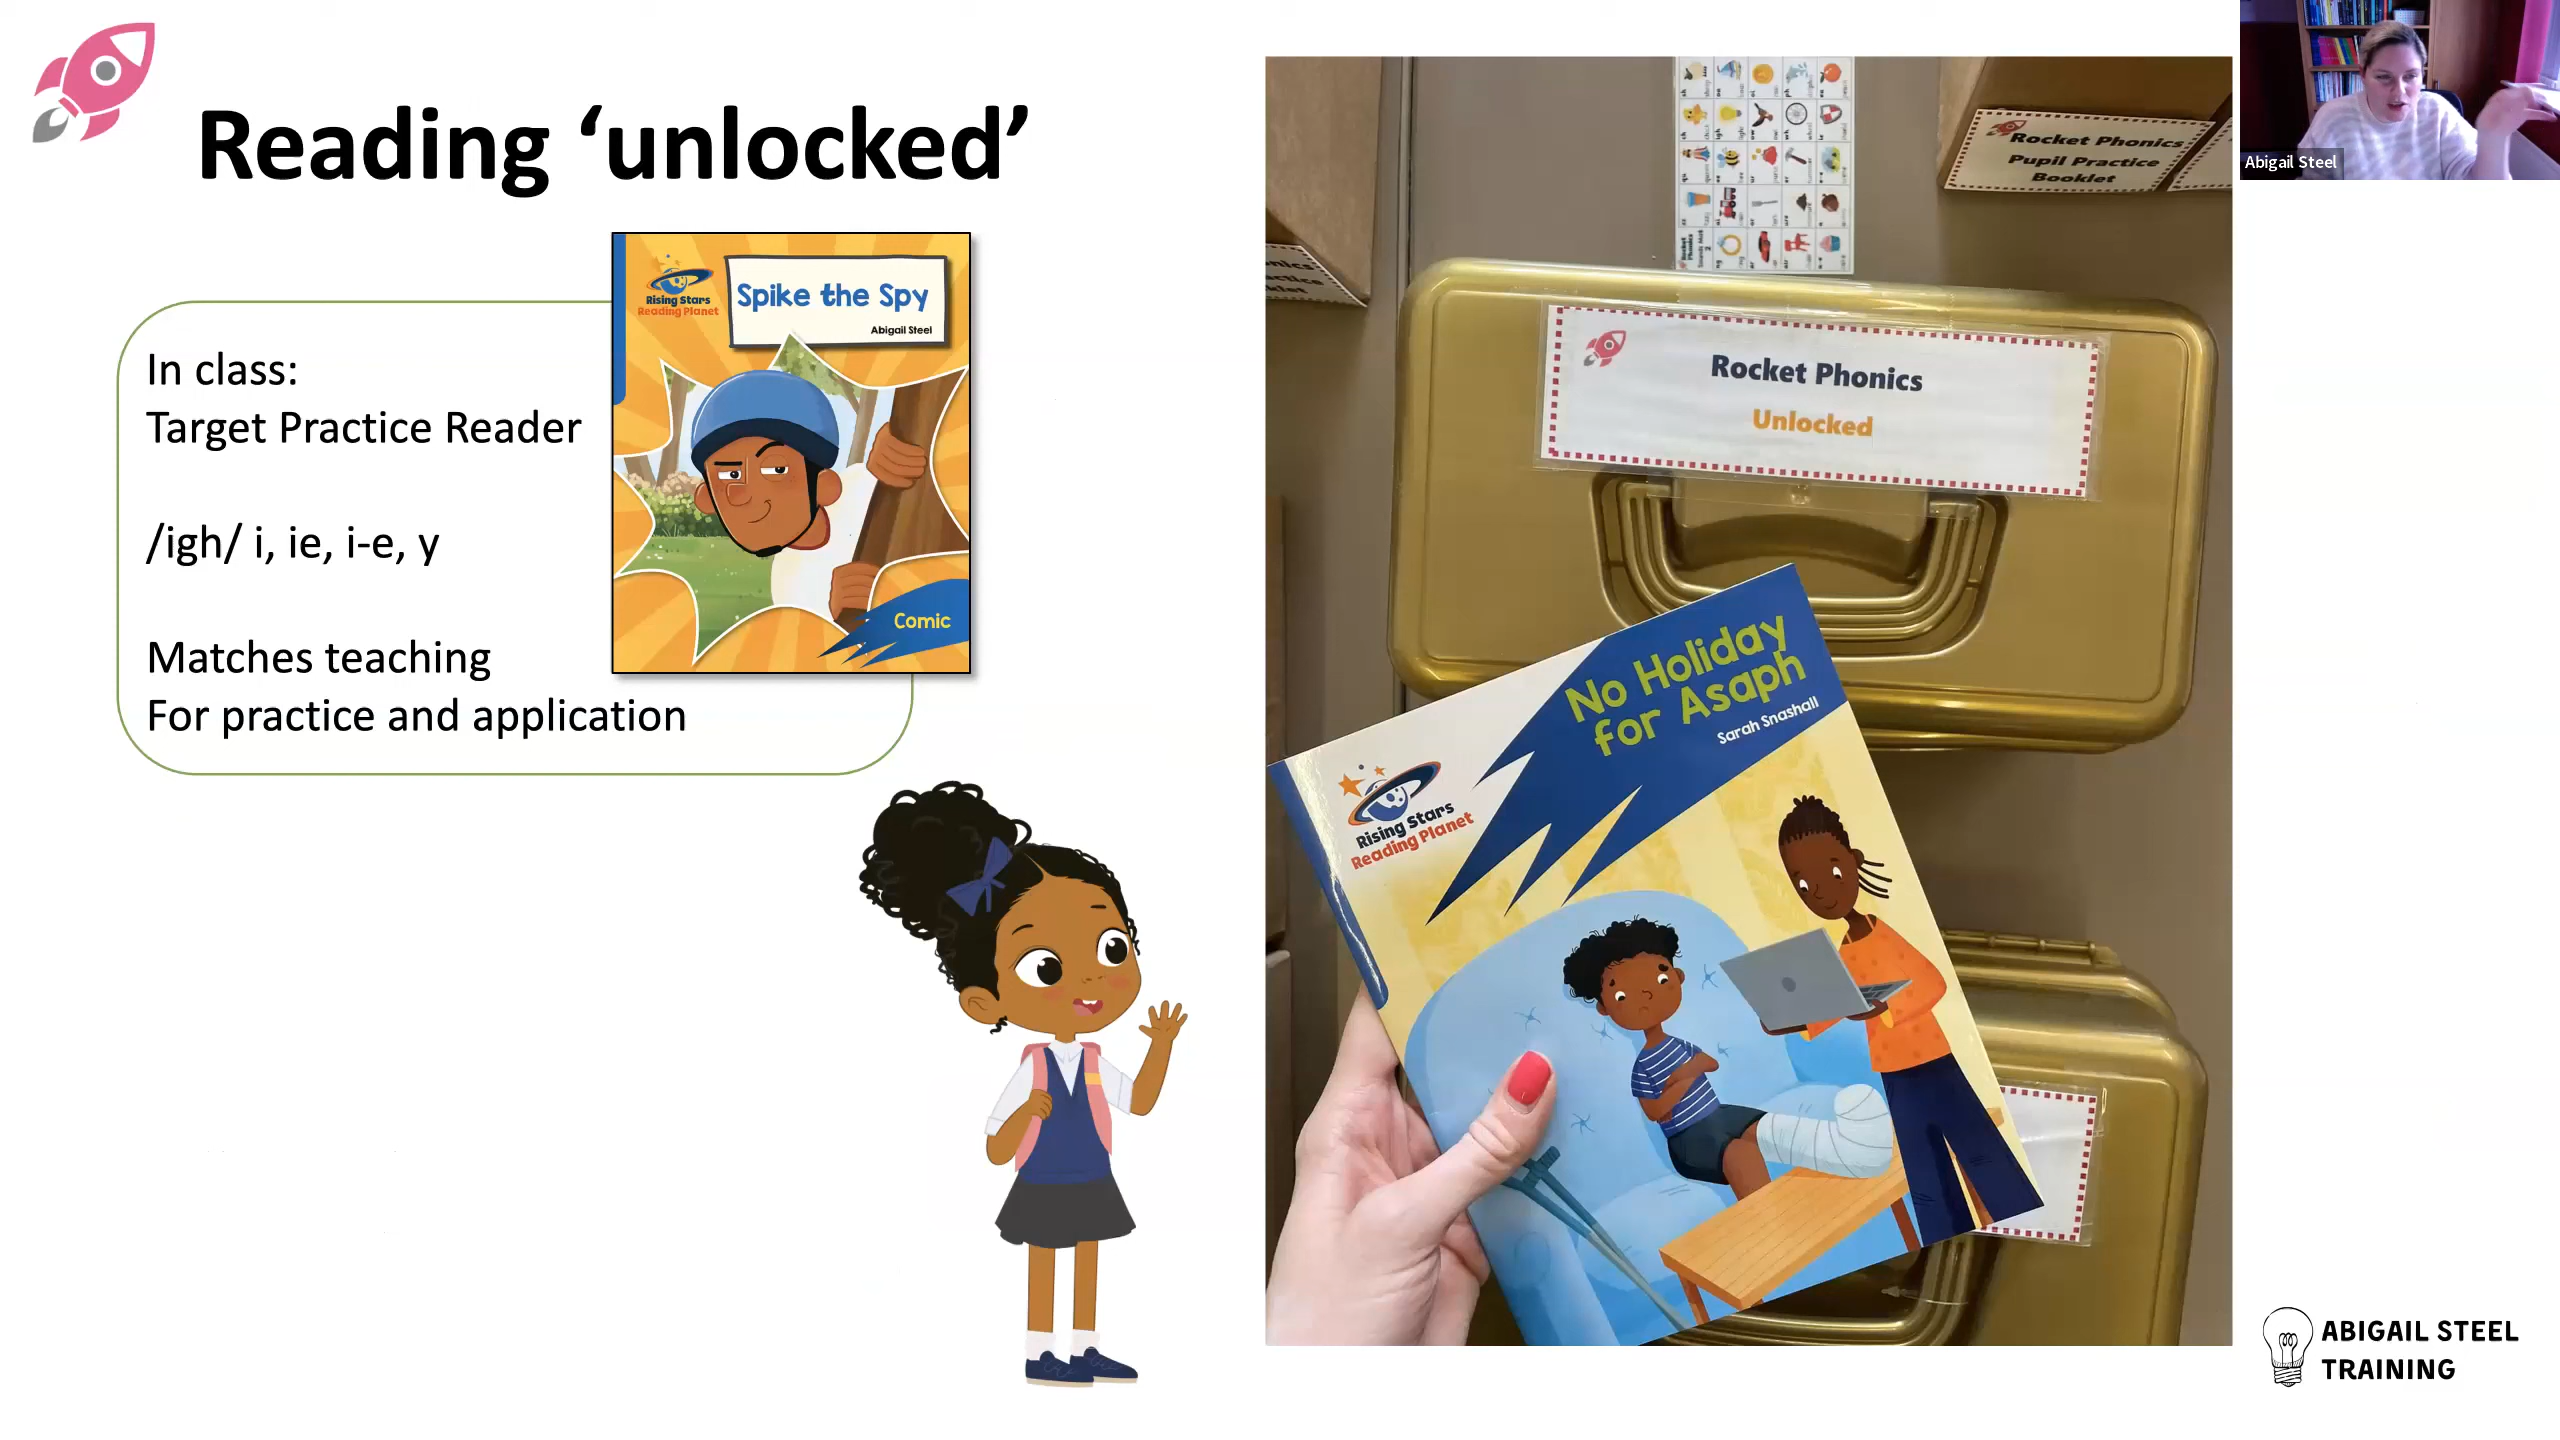 Reading ‘unlocked’
In class:
Target Practice Reader
/igh/ i, ie, i-e, y
Matches teaching
For practice and application
Rising Stars
Reading Planet
Spike the Spy
Abigail Steel
Comic
Rocket Phonics
Pupil Practice
Booklet
Rocket Phonics
Unlocked
No Holiday
for Asaph
Sarah Snashall
Rising Stars
Reading Planet
Abigail Steel
ABIGAIL STEEL
TRAINING